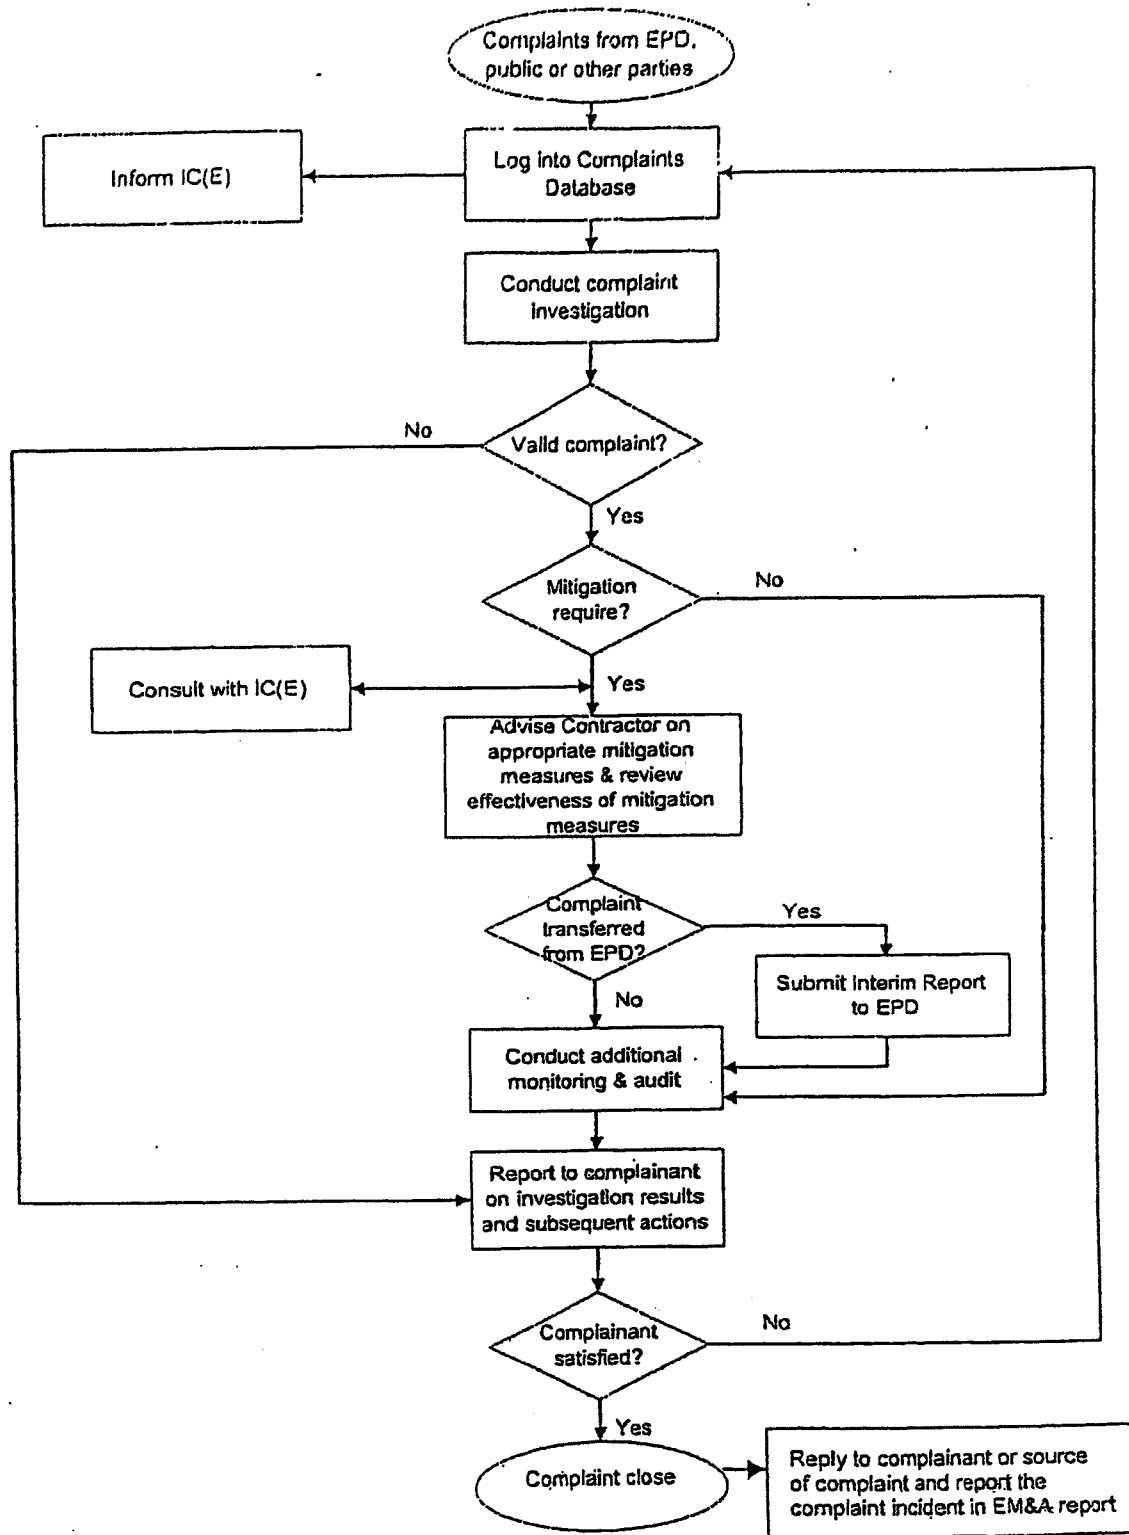 Complaints from EPD,
public or other parties
Inform IC(E)
Log into Complaints
Database
Conduct complaint
investigation
No
Valid complaint?
Yes
Mitigation
require?
No
Consult with IC(E)
Yes
Advise Contractor on
appropriate mitigation
measures & review
effectiveness of mitigation
measures
Complaint
transferred
from EPD?
Yes
Submit Interim Report
to EPD
No
Conduct additional
monitoring & audit
Report to complainant
on investigation results
and subsequent actions
Complainant
satisfied?
No
Yes
Complaint close
Reply to complainant or source
of complaint and report the
complaint incident in EM&A report